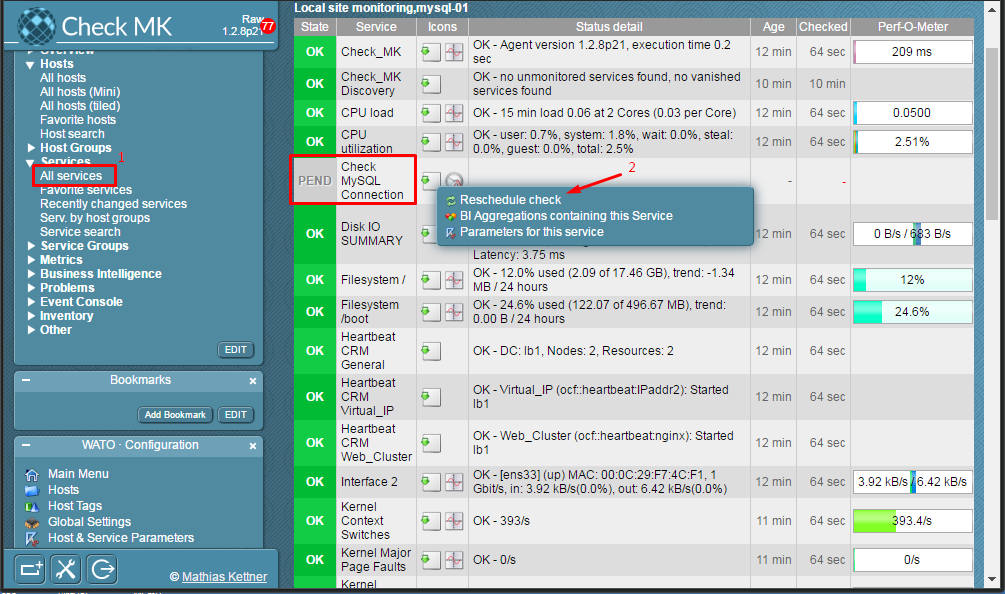 Check MK
Raw
1.2.8p21
77
Overview
Hosts
All hosts
All hosts (Mini)
All hosts (tiled)
Favorite hosts
Host search
Host Groups
1
Services
All services
Favorite services
Recently changed services
Serv. by host groups
Service search
Service Groups
Metrics
Business Intelligence
Problems
Event Console
Inventory
Other
EDIT
Bookmarks
×
Add Bookmark
EDIT
WATO · Configuration
×
Main Menu
Hosts
Host Tags
Global Settings
Host & Service Parameters
© Mathias Kettner
Local site monitoring,mysql-01
State Service Icons Status detail Age Checked Perf-O-Meter
OK Check_MK OK - Agent version 1.2.8p21, execution time 0.2
sec 12 min 64 sec 209 ms
OK Check_MK
Discovery OK - no unmonitored services found, no vanished
services found 10 min 10 min
OK CPU load OK - 15 min load 0.06 at 2 Cores (0.03 per Core) 12 min 64 sec 0.0500
OK CPU
utilization OK - user: 0.7%, system: 1.8%, wait: 0.0%, steal:
0.0%, guest: 0.0%, total: 2.5% 12 min 64 sec 2.51%
PEND Check
MySQL
Connection - -
2
Reschedule check
BI Aggregations containing this Service
Parameters for this service
OK Disk IO
SUMMARY
Latency: 3.75 ms 12 min 64 sec 0 B/s / 683 B/s
OK Filesystem / OK - 12.0% used (2.09 of 17.46 GB), trend: -1.34
MB / 24 hours 12 min 64 sec 12%
OK Filesystem
/boot OK - 24.6% used (122.07 of 496.67 MB), trend:
0.00 B / 24 hours 12 min 64 sec 24.6%
OK Heartbeat
CRM
General OK - DC: lb1, Nodes: 2, Resources: 2 12 min 64 sec
OK Heartbeat
CRM
Virtual_IP OK - Virtual_IP (ocf::heartbeat:IPaddr2): Started
lb1 12 min 64 sec
OK Heartbeat
CRM
Web_Cluster OK - Web_Cluster (ocf::heartbeat:nginx): Started
lb1 12 min 64 sec
OK Interface 2 OK - [ens33] (up) MAC: 00:0C:29:F7:4C:F1, 1
Gbit/s, in: 3.92 kB/s(0.0%), out: 6.42 kB/s(0.0%) 12 min 64 sec 3.92 kB/s / 6.42 kB/s
OK Kernel
Context
Switches OK - 393/s 11 min 64 sec 393.4/s
OK Kernel Major
Page Faults OK - 0/s 11 min 64 sec 0/s
Kernel